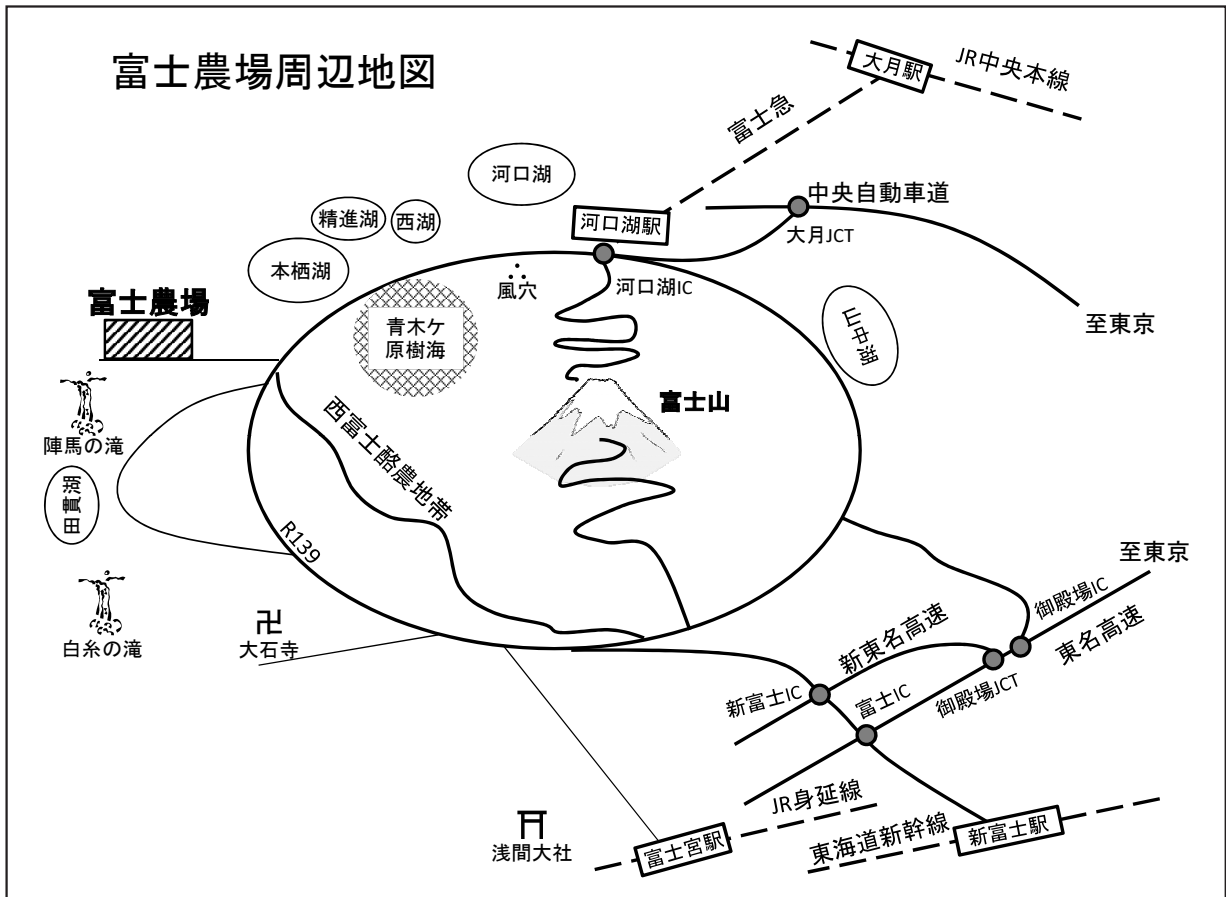 富士農場周辺地図
大月駅
JR中央本線
富士急
河口湖
精進湖
西湖
本栖湖
河口湖駅
中央自動車道
大月JCT
風穴
河口湖IC
富士農場
青木ケ
原樹海
山中湖
至東京
富士山
陣馬の滝
西富士酪農地帯
田貫湖
R139
至東京
白糸の滝
大石寺
御殿場IC
東名高速
新東名高速
新富士IC
富士IC
御殿場JCT
JR身延線
浅間大社
富士宮駅
東海道新幹線
新富士駅